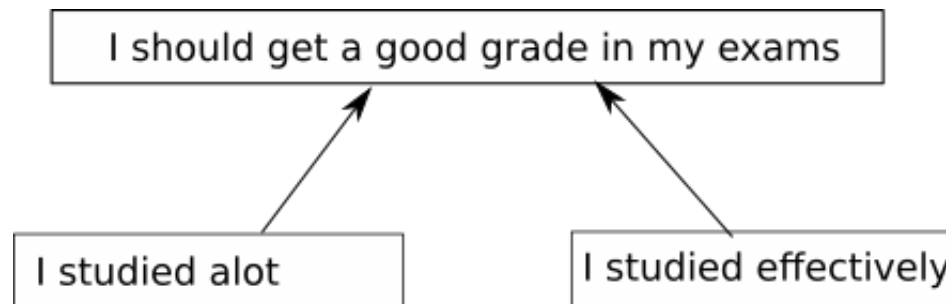 I should get a good grade in my exams
I studied alot
I studied effectively